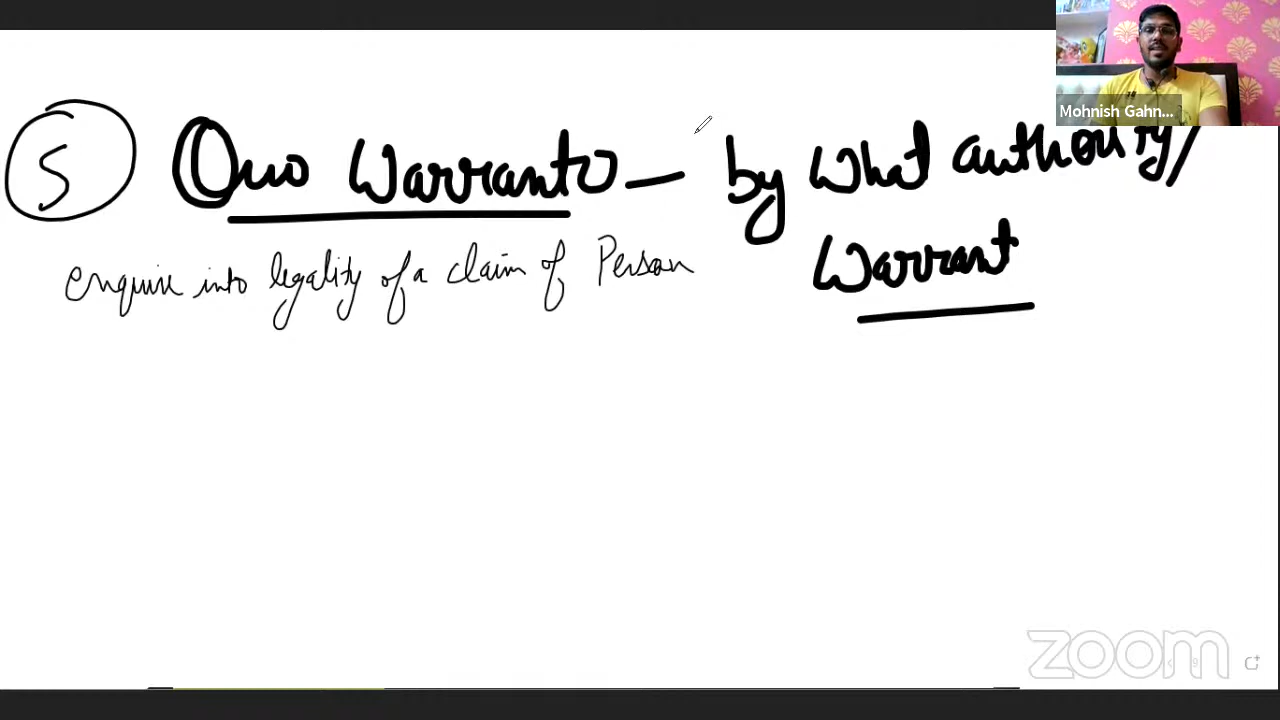 Mohnish Gahn...
5 Quo Warranto — by What authority/
Warrant
enquire into legality of a claim of Person
zoom